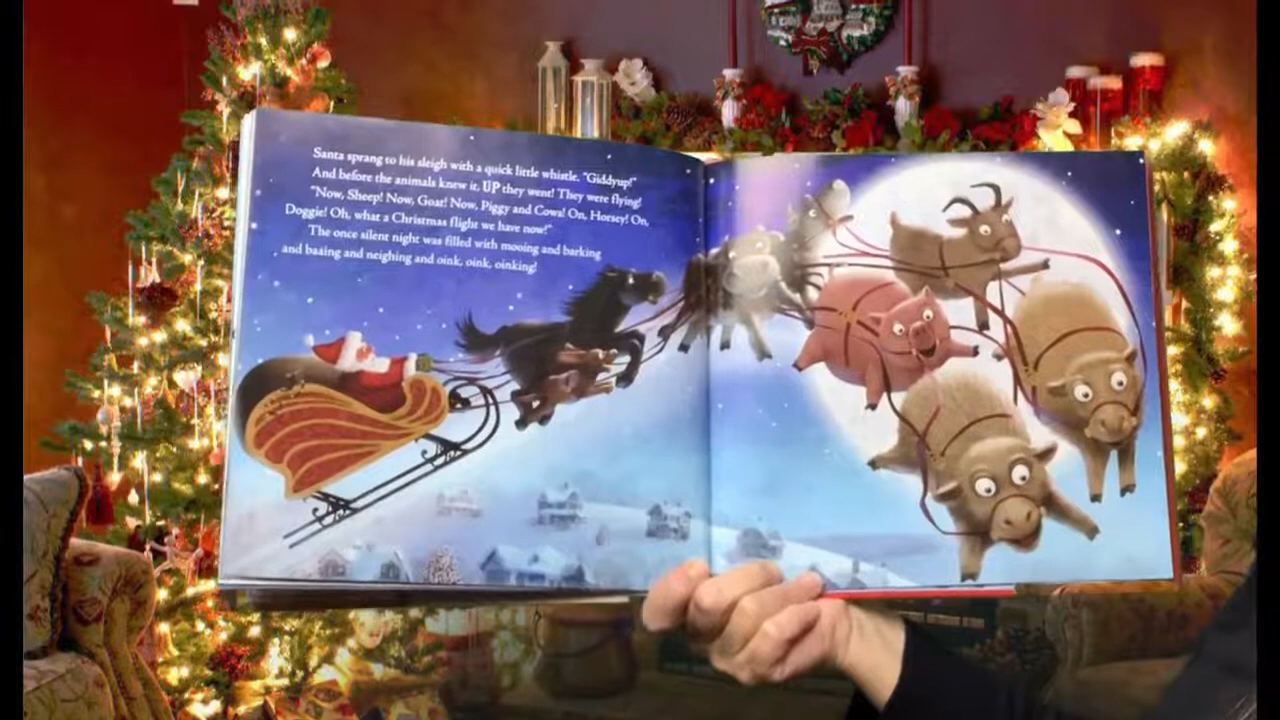 Santa sprang to his sleigh with a quick little whistle. "Giddyup!"
And before the animals knew it, UP they went! They were flying!
"Now, Sheep! Now, Goat! Now, Piggy and Cows! On, Horsey! On,
Doggie! Oh, what a Christmas flight we have now!"
The once silent night was filled with mooing and barking
and baaing and neighing and oink, oink, oinking!